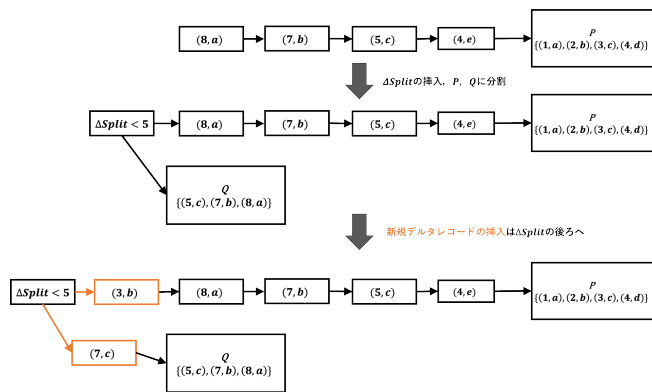 (8, a)
(7, b)
(5, c)
(4, e)
P
{(1, a), (2, b), (3, c), (4, d)}
ΔSplitの挿入，P，Qに分割
ΔSplit < 5
(8, a)
(7, b)
(5, c)
(4, e)
P
{(1, a), (2, b), (3, c), (4, d)}
Q
{(5, c), (7, b), (8, a)}
新規デルタレコードの挿入はΔSplitの後ろへ
ΔSplit < 5
(3, b)
(8, a)
(7, b)
(5, c)
(4, e)
P
{(1, a), (2, b), (3, c), (4, d)}
(7, c)
Q
{(5, c), (7, b), (8, a)}